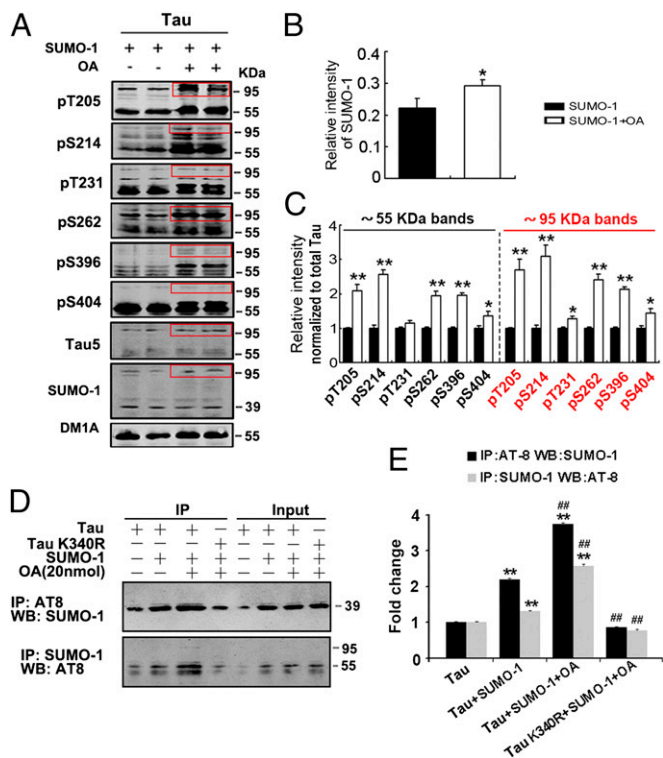 A
Tau
SUMO-1 + + + +
OA - - + + KDa
pT205 95
55
pS214 95
55
pT231 95
55
pS262 95
55
pS396 95
55
pS404 95
55
Tau5 95
55
SUMO-1 95
39
DM1A 55
B
Relative intensity
of SUMO-1
0.4
0.3
0.2
0.1
0
*
SUMO-1
SUMO-1+OA
C
~ 55 KDa bands ~ 95 KDa bands
Relative intensity
normalized to total Tau
4
3
2
1
0
** ** ** ** * ** ** * ** ** *
pT205 pS214 pT231 pS262 pS396 pS404 pT205 pS214 pT231 pS262 pS396 pS404
D
IP Input
Tau + + + − + + + −
Tau K340R − − − + − − − +
SUMO-1 − + + + − + + +
OA(20nmol) − − + + − − + +
IP: AT8
WB: SUMO-1
39
IP: SUMO-1
WB: AT8
95
55
E
IP:AT-8 WB:SUMO-1
IP:SUMO-1 WB:AT-8
Fold change
4
3
2
1
0
** ** ## ** ## ** ## ##
Tau Tau+SUMO-1 Tau+SUMO-1+OA Tau K340R+SUMO-1+OA